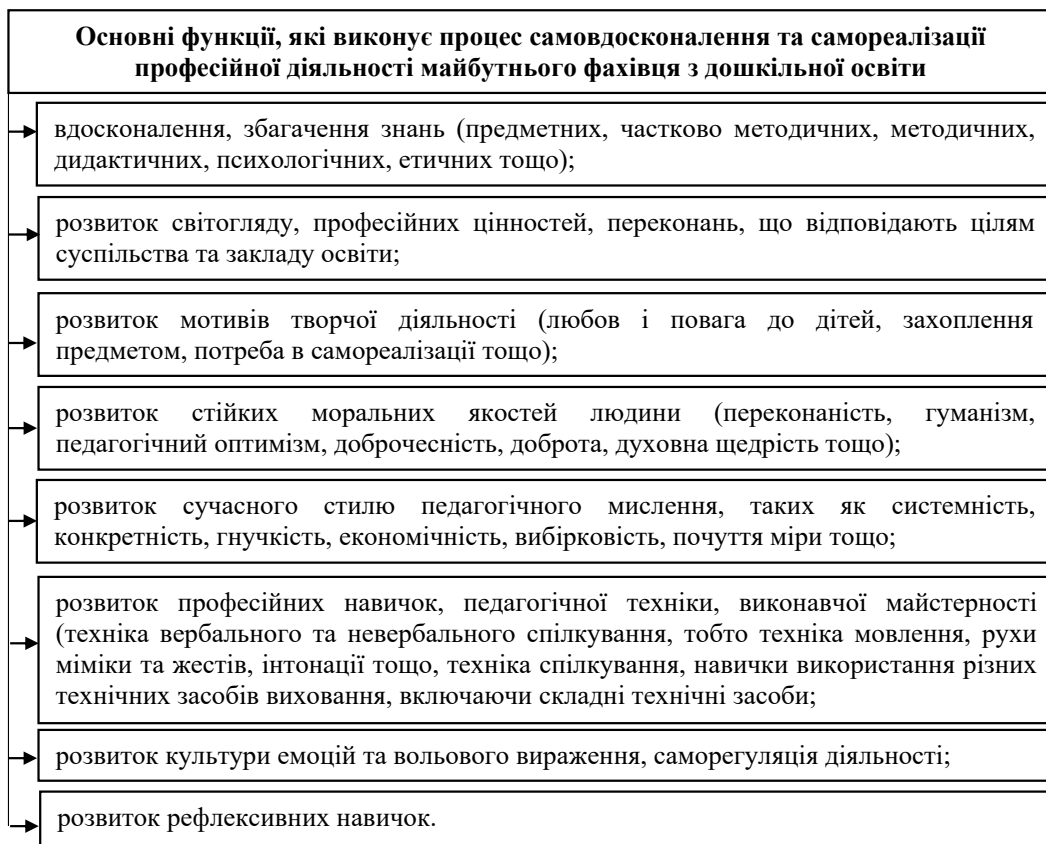 Основні функції, які виконує процес самовдосконалення та самореалізації
професійної діяльності майбутнього фахівця з дошкільної освіти
вдосконалення, збагачення знань (предметних, частково методичних, методичних,
дидактичних, психологічних, етичних тощо);
розвиток світогляду, професійних цінностей, переконань, що відповідають цілям
суспільства та закладу освіти;
розвиток мотивів творчої діяльності (любов і повага до дітей, захоплення
предметом, потреба в самореалізації тощо);
розвиток стійких моральних якостей людини (переконаність, гуманізм,
педагогічний оптимізм, доброчесність, доброта, духовна щедрість тощо);
розвиток сучасного стилю педагогічного мислення, таких як системність,
конкретність, гнучкість, економічність, вибірковість, почуття міри тощо;
розвиток професійних навичок, педагогічної техніки, виконавчої майстерності
(техніка вербального та невербального спілкування, тобто техніка мовлення, рухи
міміки та жестів, інтонації тощо, техніка спілкування, навички використання різних
технічних засобів виховання, включаючи складні технічні засоби;
розвиток культури емоцій та вольового вираження, саморегуляція діяльності;
розвиток рефлексивних навичок.